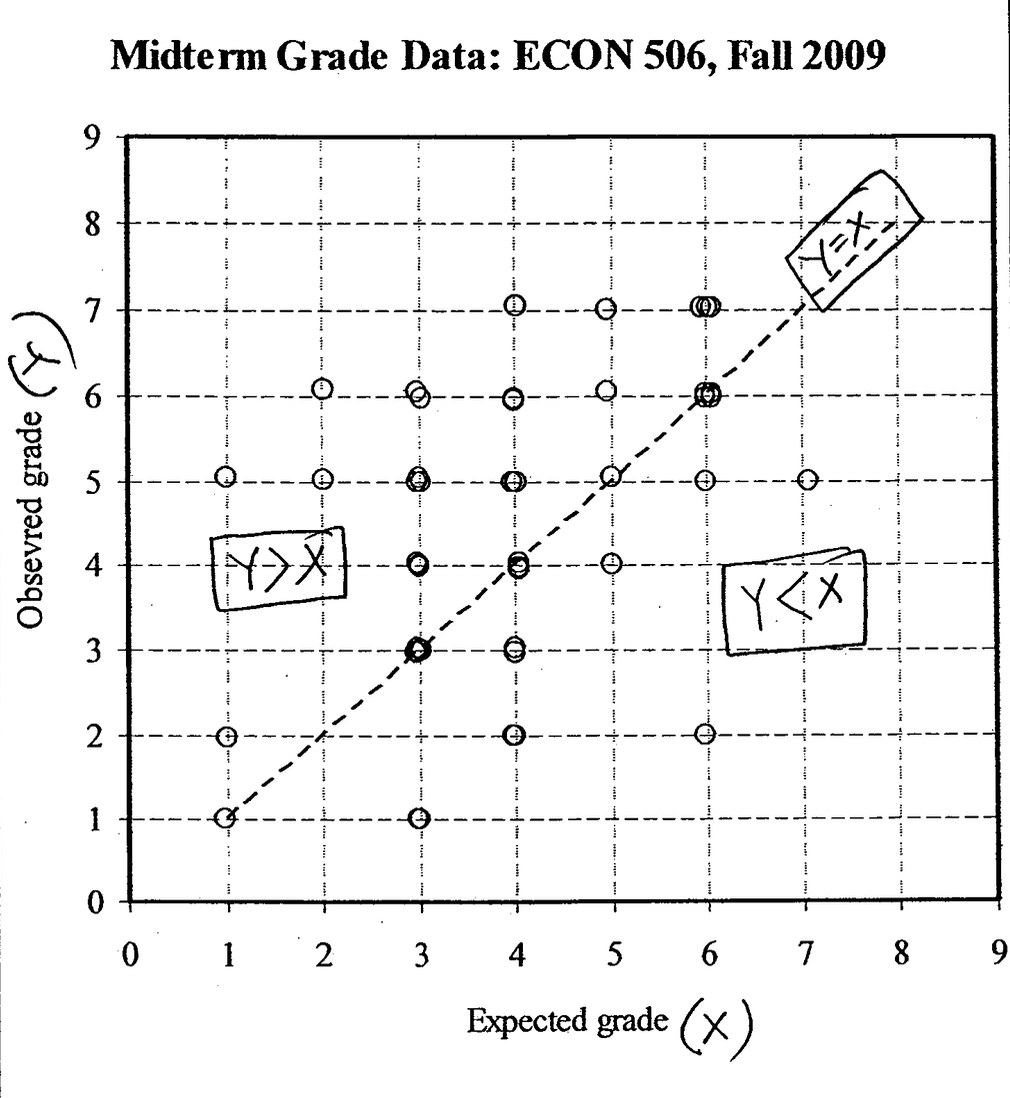 Midterm Grade Data: ECON 506, Fall 2009
9
8
7
6
5
4
3
2
1
0
Obsevred grade (Y)
Y=X
Y>X
Y<X
0 1 2 3 4 5 6 7 8 9
Expected grade (X)